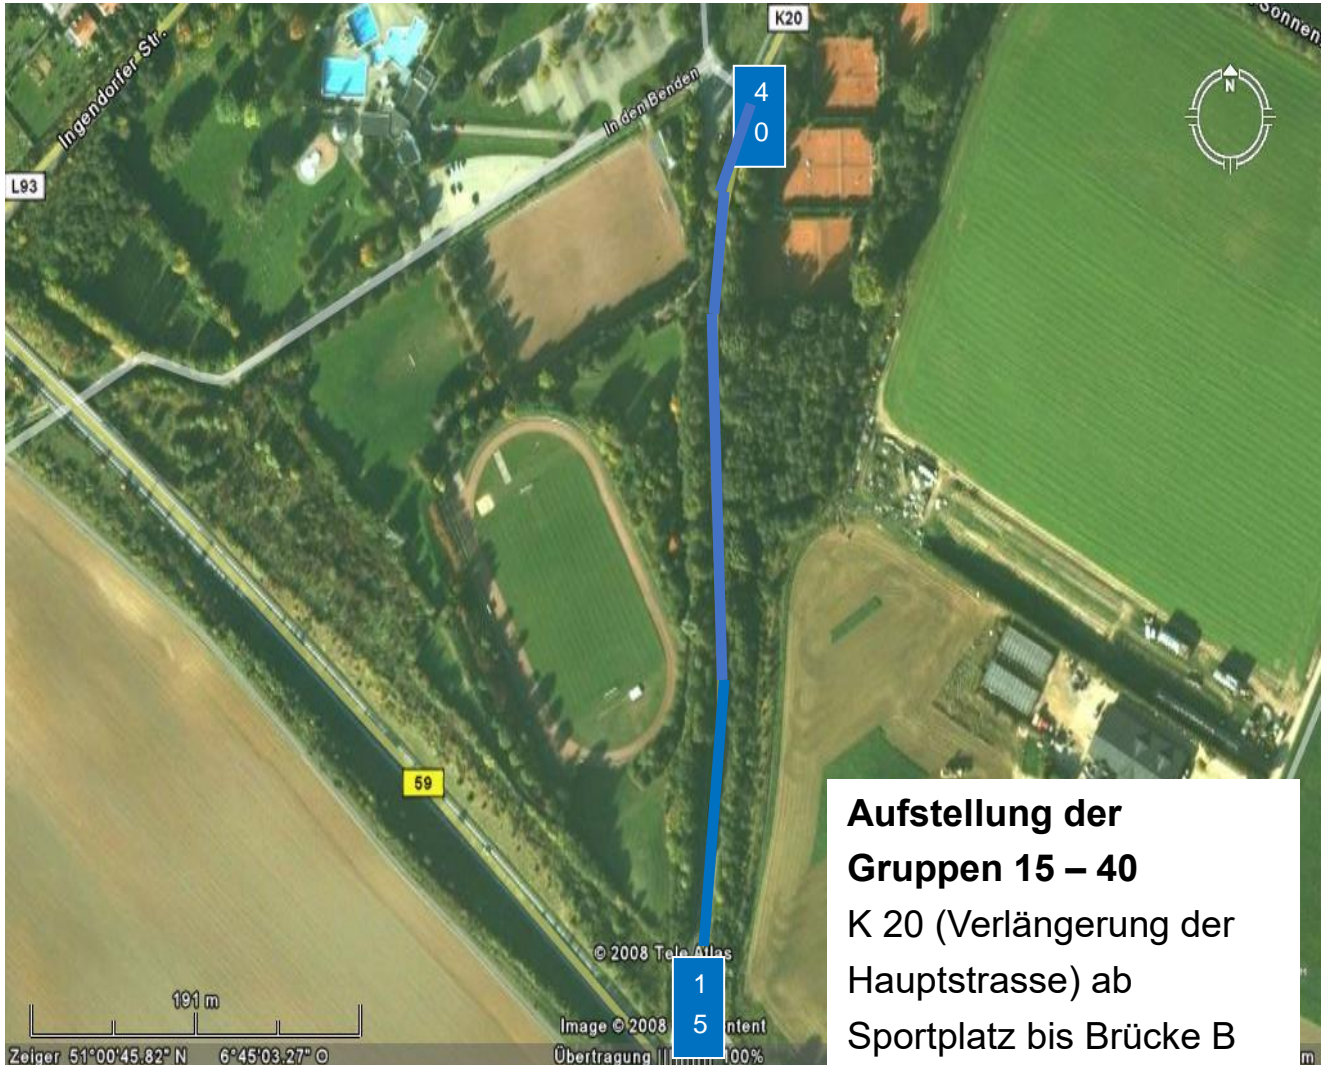 K20
Sonnen
Ingendorfer Str.
In den Benden
4
0
N
L93
59
Aufstellung der
Gruppen 15 – 40
K 20 (Verlängerung der
Hauptstrasse) ab
Sportplatz bis Brücke B
© 2008 Tele Atlas
1
5
191 m
Image © 2008 ntent
Zeiger 51°00'45.82" N 6°45'03.27" O
Übertragung 100%
m